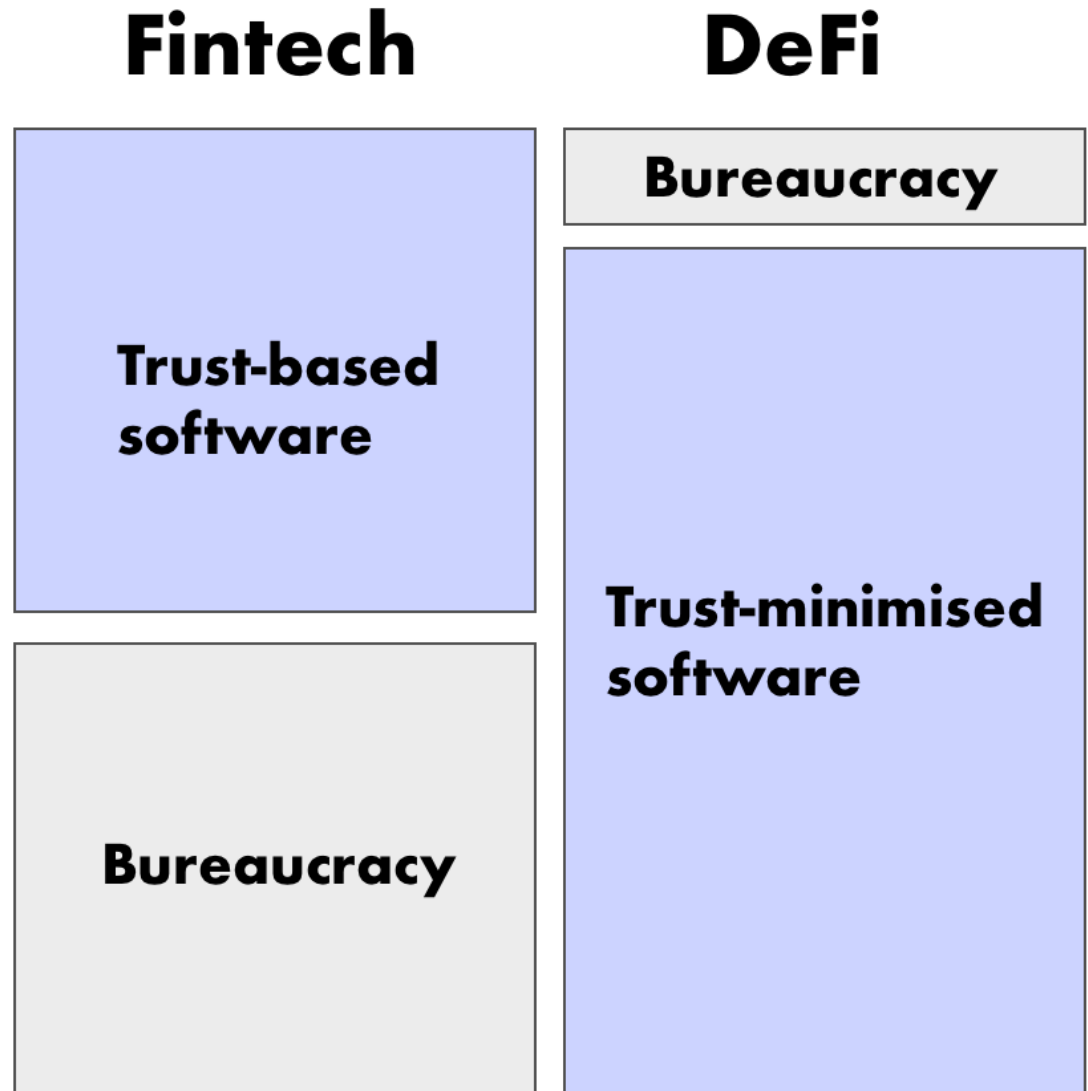 Fintech
Trust-based
software
Bureaucracy
DeFi
Bureaucracy
Trust-minimised
software